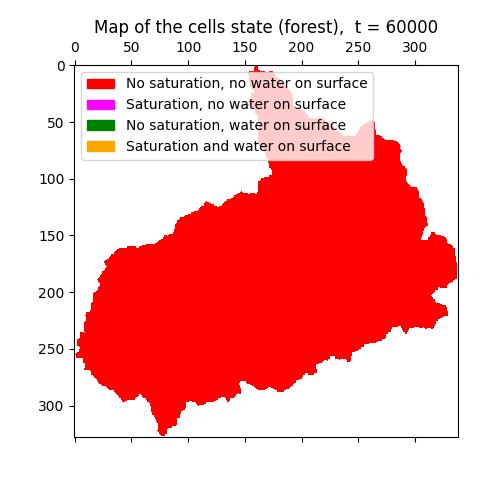 Map of the cells state (forest),  t = 60000
0 50 100 150 200 250 300
0
No saturation, no water on surface
Saturation, no water on surface
50
No saturation, water on surface
Saturation and water on surface
100
150
200
250
300